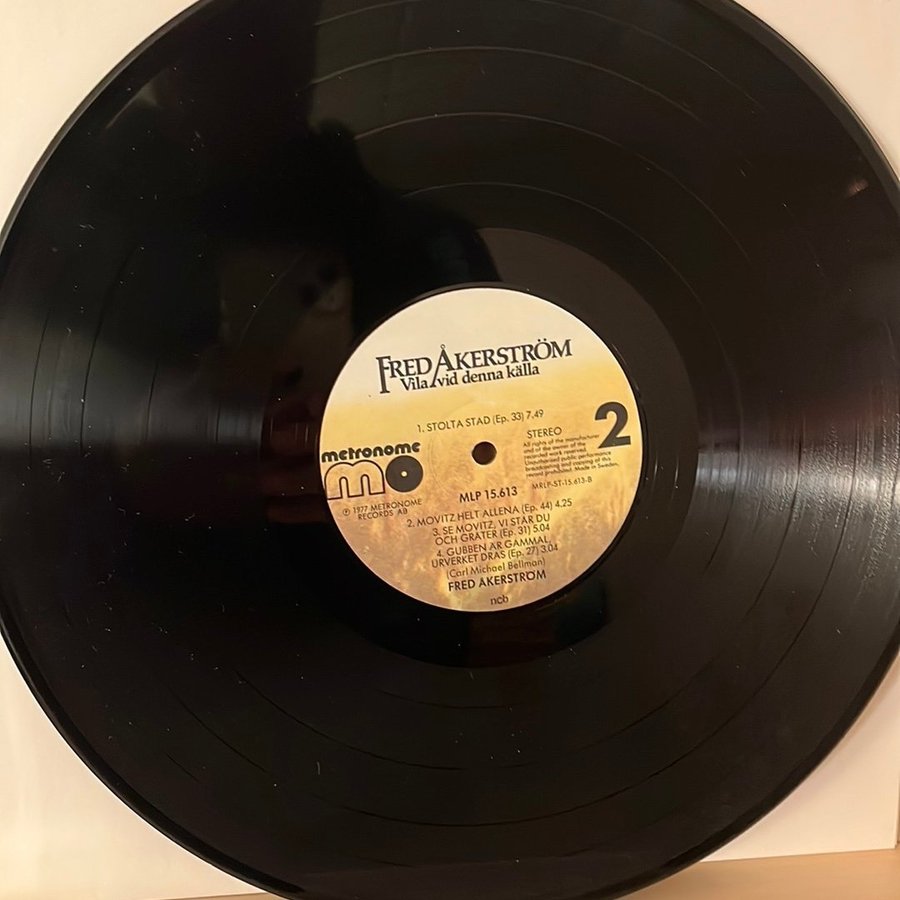 FRED ÅKERSTRÖM
Vila vid denna källa
1. STOLTA STAD (Ep. 33) 7.49
2
STEREO
All rights of the manufacturer
and of the owner of the
recorded work reserved.
Unauthorised public performance
broadcasting and copying of this
record prohibited. Made in Sweden.
metronome
mo
MLP 15.613
MRLP-ST-15.613-B
℗ 1977 METRONOME
RECORDS AB
2. MOVITZ HELT ALLENA (Ep. 44) 4.25
3. SE MOVITZ, VI STÅR DU
OCH GRÅTER (Ep. 31) 5.04
4. GUBBEN ÄR GAMMAL,
URVERKET DRAS (Ep. 27) 3.04
(Carl Michael Bellman)
FRED ÅKERSTRÖM
ncb